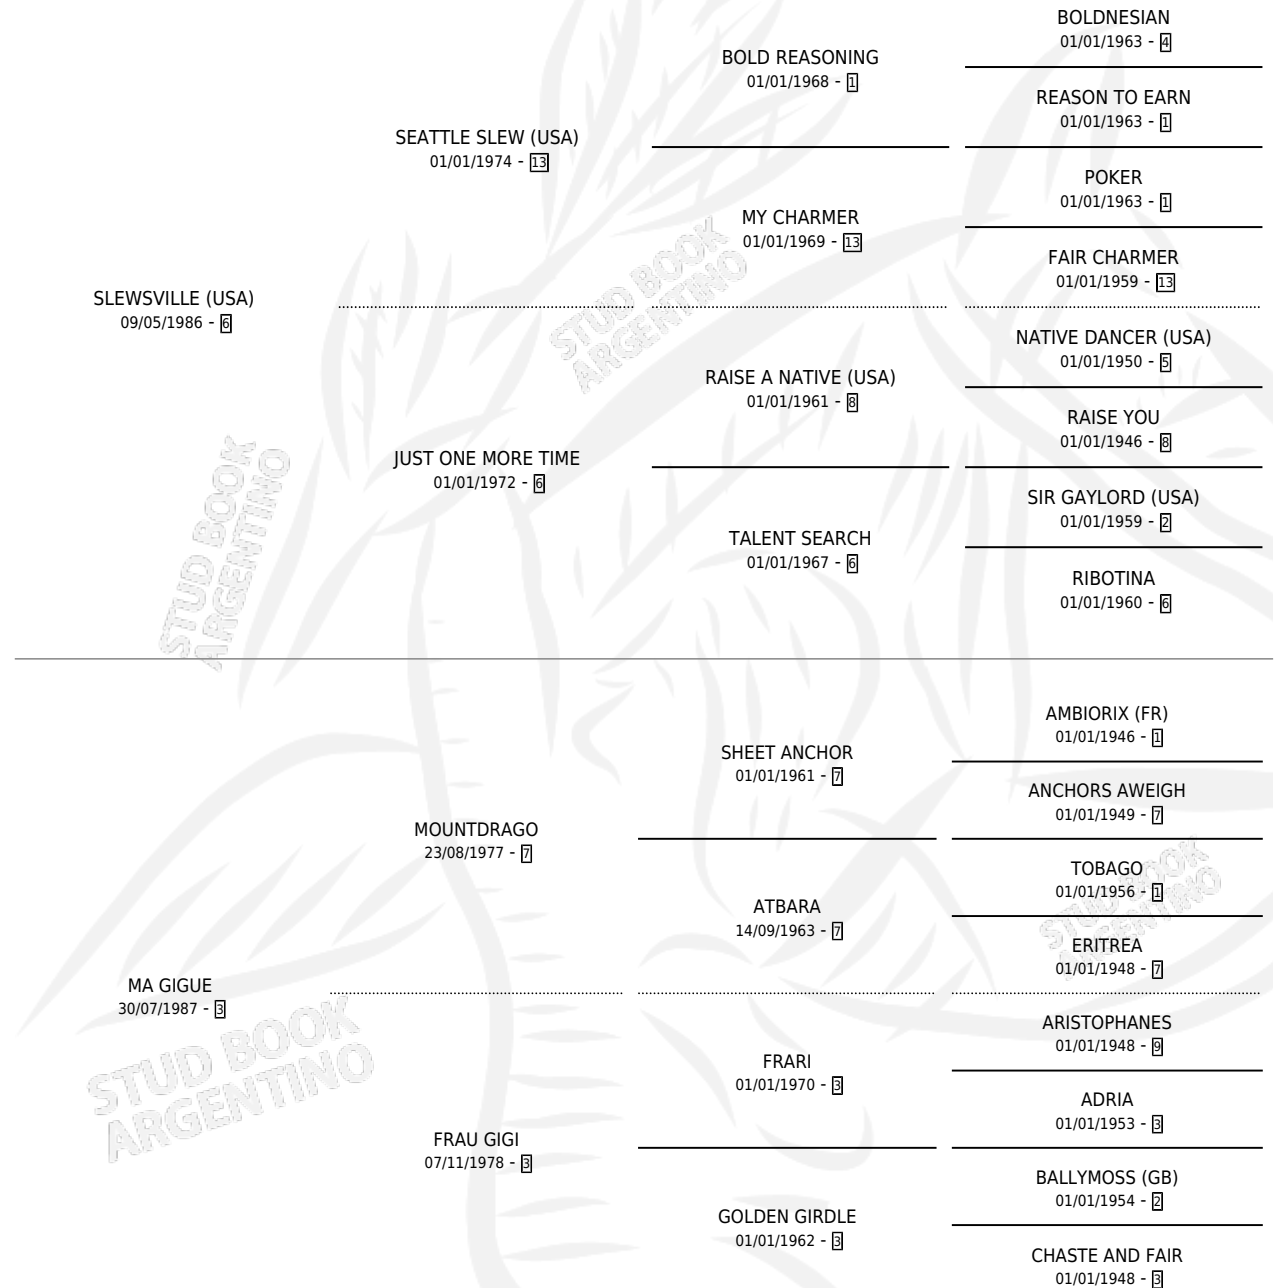 BOLDNESIAN
01/01/1963 - 4
BOLD REASONING
01/01/1968 - 1
REASON TO EARN
01/01/1963 - 1
SEATTLE SLEW (USA)
01/01/1974 - 13
POKER
01/01/1963 - 1
MY CHARMER
01/01/1969 - 13
FAIR CHARMER
01/01/1959 - 13
SLEWSVILLE (USA)
09/05/1986 - 6
NATIVE DANCER (USA)
01/01/1950 - 5
RAISE A NATIVE (USA)
01/01/1961 - 8
RAISE YOU
01/01/1946 - 8
JUST ONE MORE TIME
01/01/1972 - 6
SIR GAYLORD (USA)
01/01/1959 - 2
TALENT SEARCH
01/01/1967 - 6
RIBOTINA
01/01/1960 - 6
STUD BOOK
ARGENTINO
STUD BOOK
ARGENTINO
AMBIORIX (FR)
01/01/1946 - 1
SHEET ANCHOR
01/01/1961 - 7
ANCHORS AWEIGH
01/01/1949 - 7
MOUNTDRAGO
23/08/1977 - 7
TOBAGO
01/01/1956 - 1
ATBARA
14/09/1963 - 7
ERITREA
01/01/1948 - 7
MA GIGUE
30/07/1987 - 3
ARISTOPHANES
01/01/1948 - 9
FRARI
01/01/1970 - 3
ADRIA
01/01/1953 - 3
FRAU GIGI
07/11/1978 - 3
BALLYMOSS (GB)
01/01/1954 - 2
GOLDEN GIRDLE
01/01/1962 - 3
CHASTE AND FAIR
01/01/1948 - 3
STUD BOOK
ARGENTINO
STUD BOOK
ARGENTINO